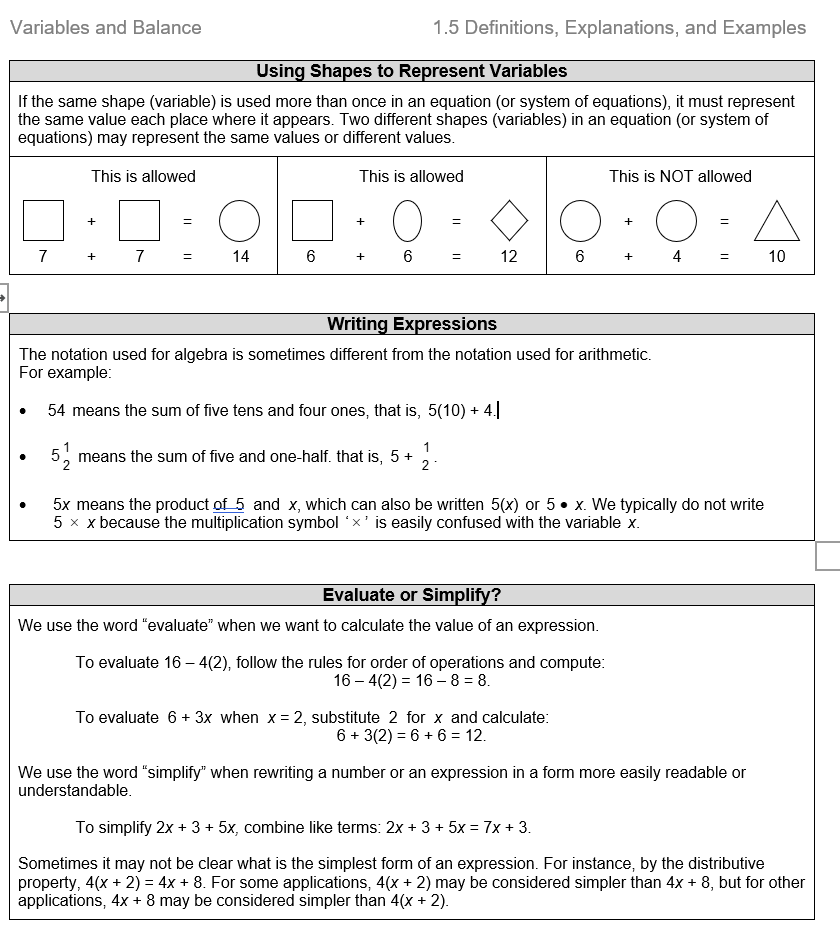 Variables and Balance 1.5 Definitions, Explanations, and Examples
Using Shapes to Represent Variables
If the same shape (variable) is used more than once in an equation (or system of equations), it must represent
the same value each place where it appears. Two different shapes (variables) in an equation (or system of
equations) may represent the same values or different values.
This is allowed
+ =
7 + 7 = 14
This is allowed
+ =
6 + 6 = 12
This is NOT allowed
+ =
6 + 4 = 10
Writing Expressions
The notation used for algebra is sometimes different from the notation used for arithmetic.
For example:
• 54 means the sum of five tens and four ones, that is, 5(10) + 4.
• 5 1/2 means the sum of five and one-half. that is, 5 + 1/2.
• 5x means the product of 5 and x, which can also be written 5(x) or 5 • x. We typically do not write
5 × x because the multiplication symbol ‘×’ is easily confused with the variable x.
Evaluate or Simplify?
We use the word “evaluate” when we want to calculate the value of an expression.
To evaluate 16 – 4(2), follow the rules for order of operations and compute:
16 – 4(2) = 16 – 8 = 8.
To evaluate 6 + 3x when x = 2, substitute 2 for x and calculate:
6 + 3(2) = 6 + 6 = 12.
We use the word “simplify” when rewriting a number or an expression in a form more easily readable or
understandable.
To simplify 2x + 3 + 5x, combine like terms: 2x + 3 + 5x = 7x + 3.
Sometimes it may not be clear what is the simplest form of an expression. For instance, by the distributive
property, 4(x + 2) = 4x + 8. For some applications, 4(x + 2) may be considered simpler than 4x + 8, but for other
applications, 4x + 8 may be considered simpler than 4(x + 2).